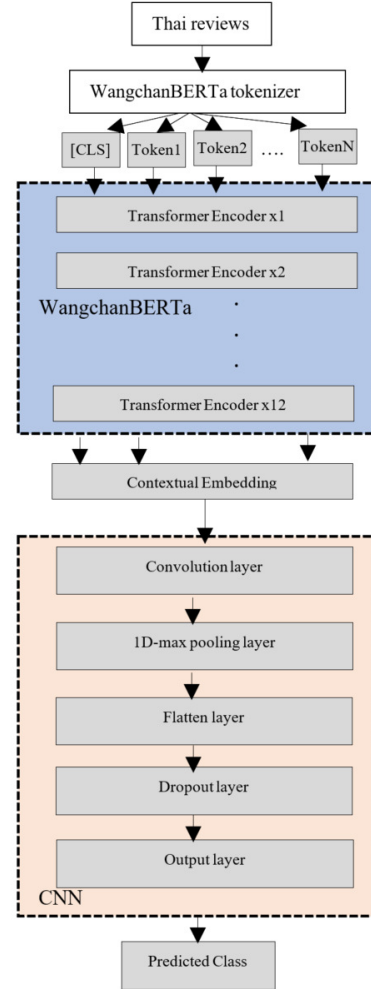 Thai reviews
WangchanBERTa tokenizer
[CLS] Token1 Token2 .... TokenN
Transformer Encoder x1
Transformer Encoder x2
WangchanBERTa
Transformer Encoder x12
Contextual Embedding
Convolution layer
1D-max pooling layer
Flatten layer
Dropout layer
Output layer
CNN
Predicted Class